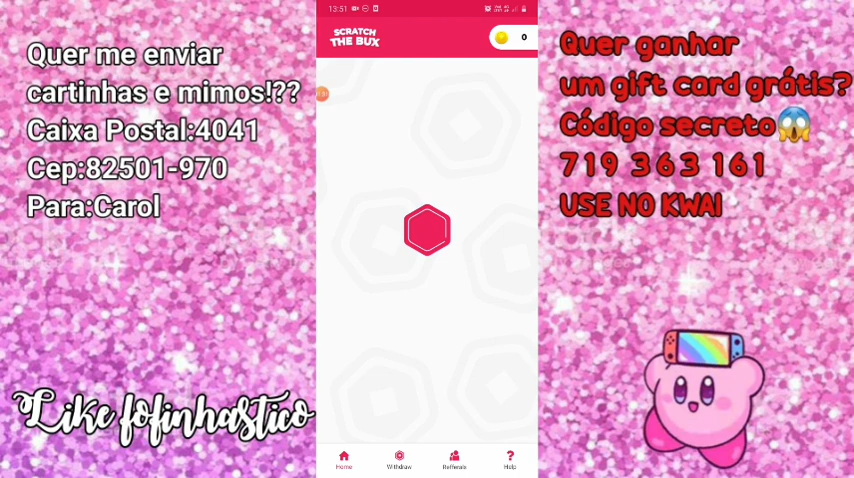 Quer me enviar
cartinhas e mimos!??
Caixa Postal:4041
Cep:82501-970
Para:Carol
Like fofinhastico
13:51
SCRATCH
THE BUX
0
Home
Withdraw
Refferals
Help
Quer ganhar
um gift card grátis?
Código secreto😱
719 363 161
USE NO KWAI